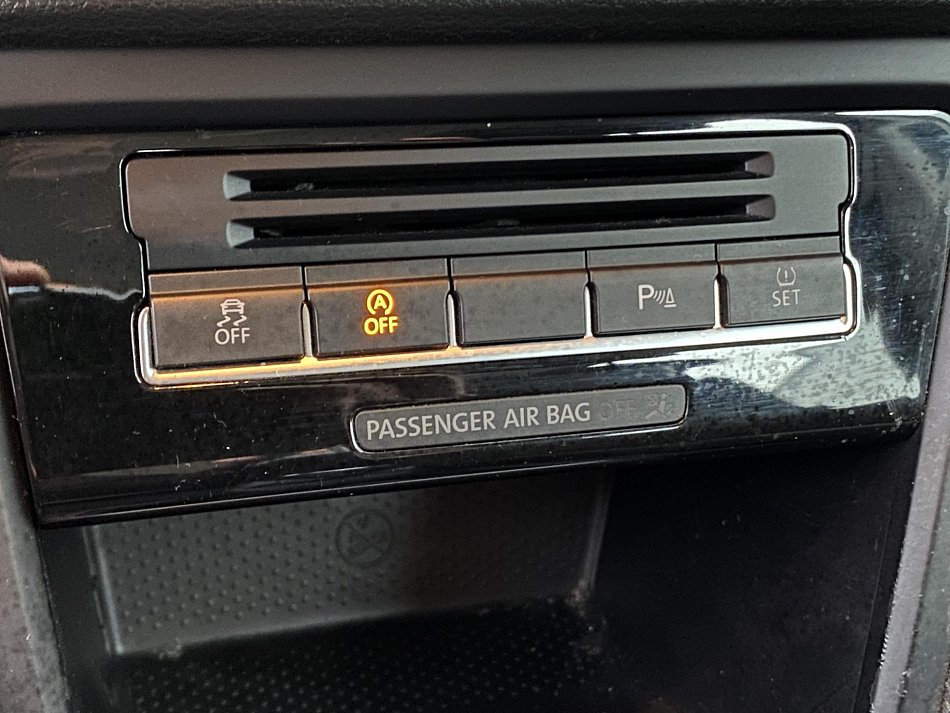 OFF
A
OFF
P
SET
PASSENGER AIR BAG OFF